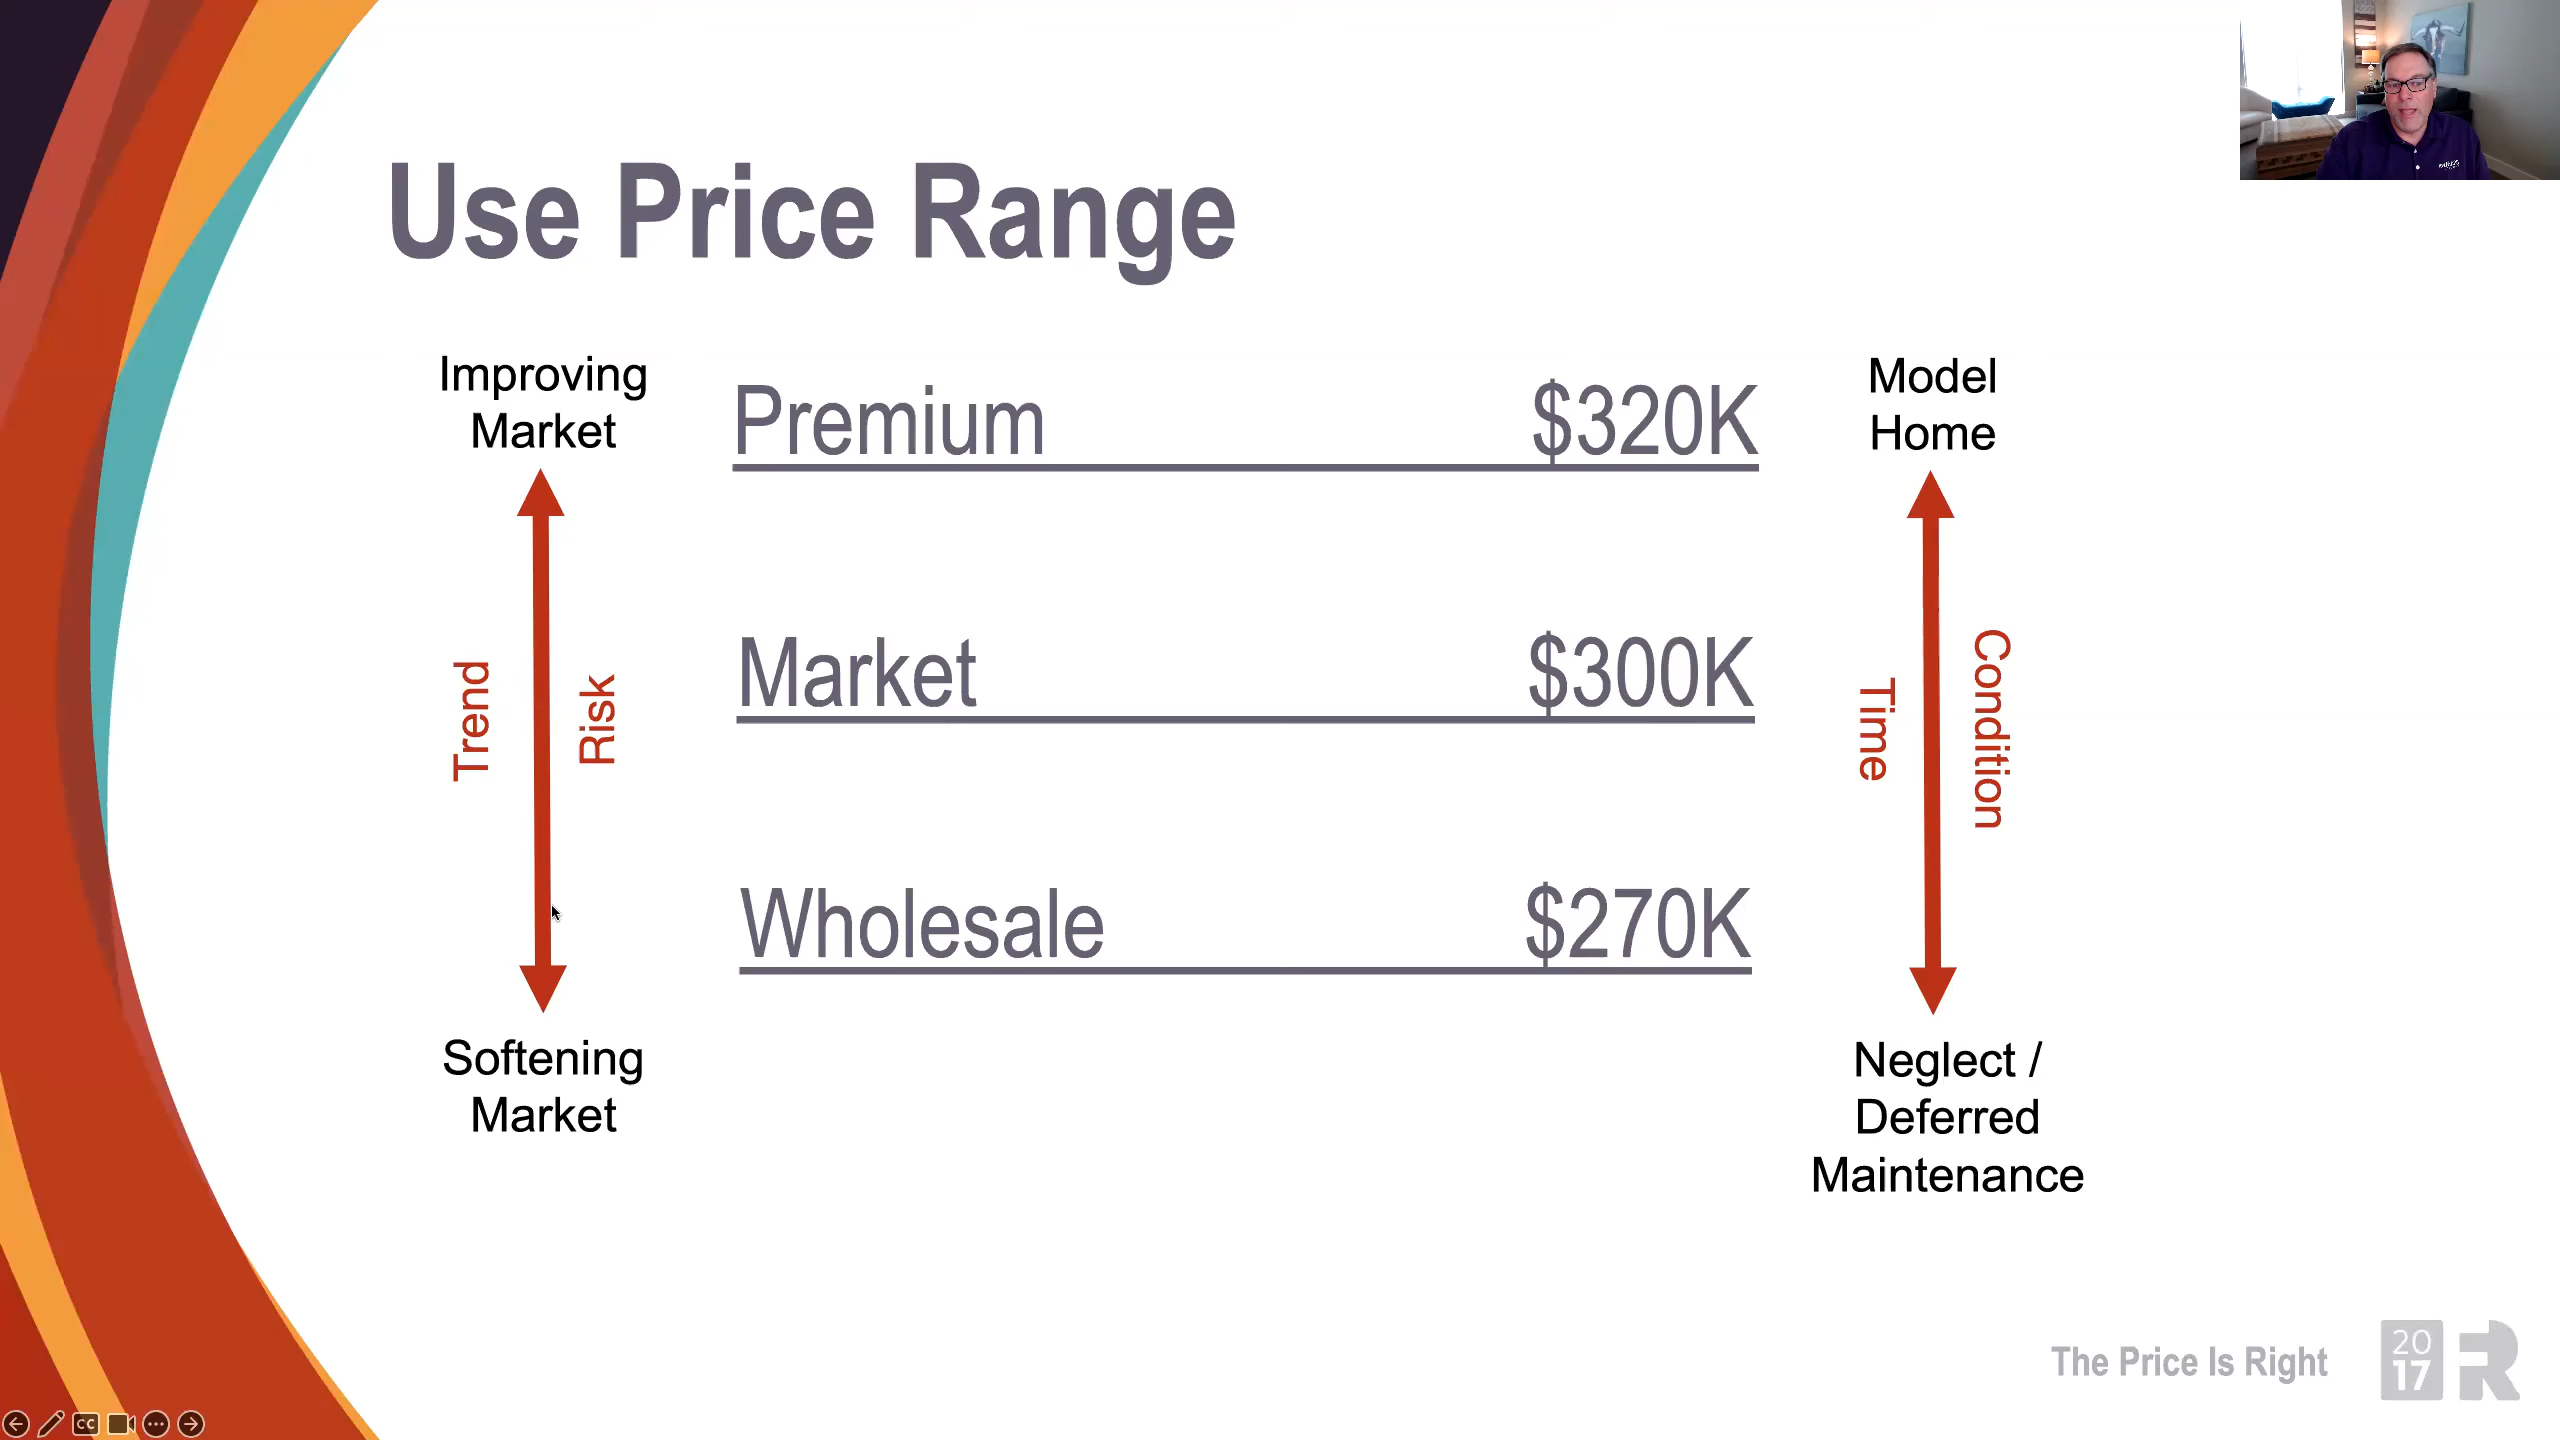 Use Price Range
Improving
Market
Premium $320K
Model
Home
Trend
Risk
Market $300K
Time
Condition
Wholesale $270K
Softening
Market
Neglect /
Deferred
Maintenance
The Price Is Right
20
17
R
CC